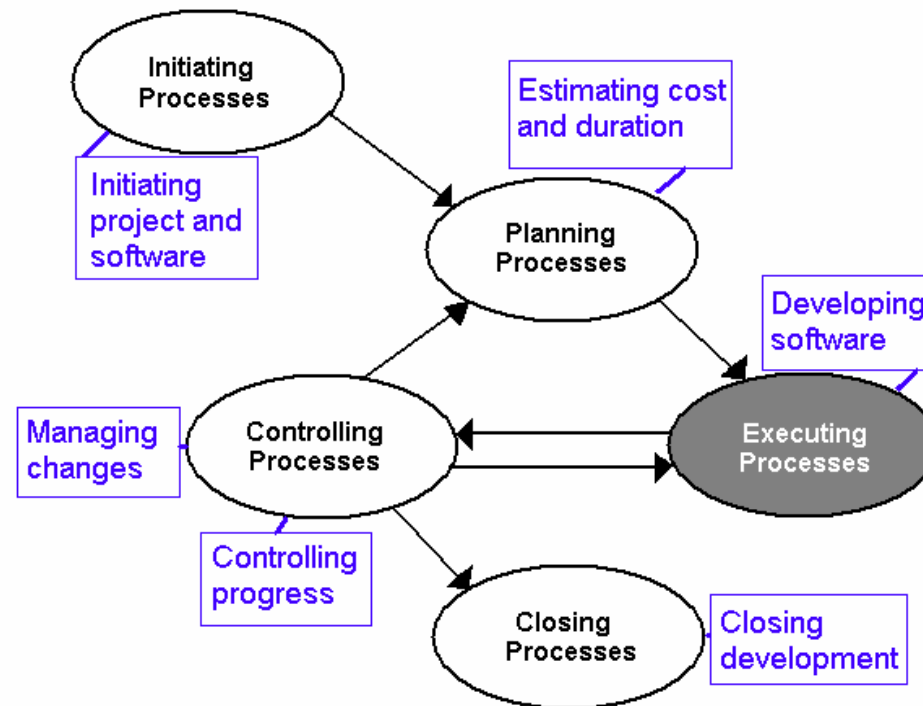 Initiating
Processes
Estimating cost
and duration
Initiating
project and
software
Planning
Processes
Developing
software
Managing
changes
Controlling
Processes
Executing
Processes
Controlling
progress
Closing
Processes
Closing
development